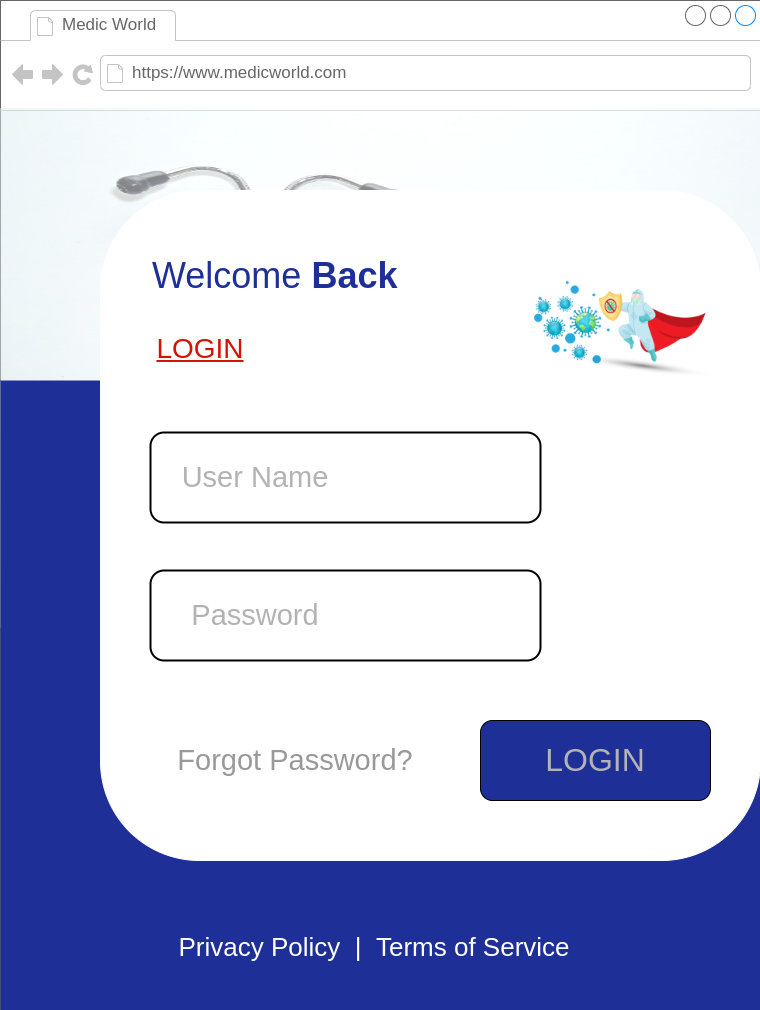 Medic World
https://www.medicworld.com
Welcome Back
LOGIN
User Name
Password
Forgot Password?
LOGIN
Privacy Policy | Terms of Service